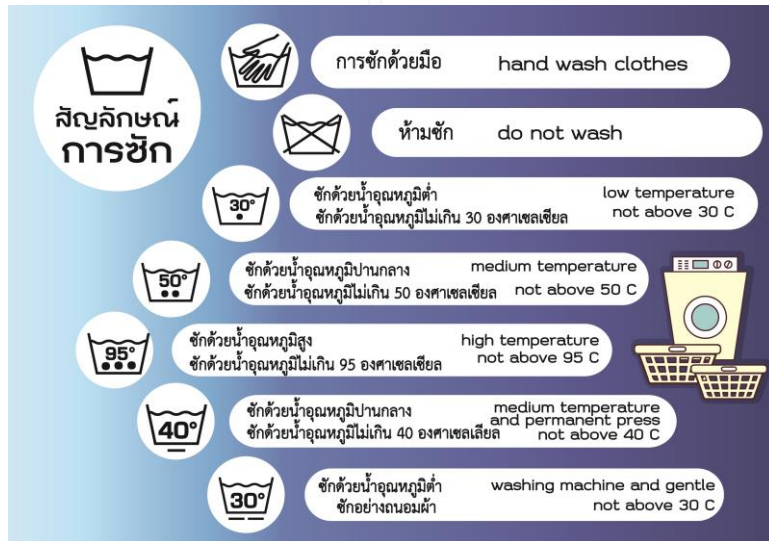 สัญลักษณ์
การซัก
การซักด้วยมือ hand wash clothes
ห้ามซัก do not wash
30°
ซักด้วยน้ำอุณหภูมิต่ำ low temperature
ซักด้วยน้ำอุณหภูมิไม่เกิน 30 องศาเซลเซียล not above 30 C
50°
ซักด้วยน้ำอุณหภูมิปานกลาง medium temperature
ซักด้วยน้ำอุณหภูมิไม่เกิน 50 องศาเซลเซียล not above 50 C
95°
ซักด้วยน้ำอุณหภูมิสูง high temperature
ซักด้วยน้ำอุณหภูมิไม่เกิน 95 องศาเซลเซียล not above 95 C
40°
ซักด้วยน้ำอุณหภูมิปานกลาง medium temperature
and permanent press
ซักด้วยน้ำอุณหภูมิไม่เกิน 40 องศาเซลเลียล not above 40 C
30°
ซักด้วยน้ำอุณหภูมิต่ำ washing machine and gentle
ซักอย่างถนอมผ้า not above 30 C